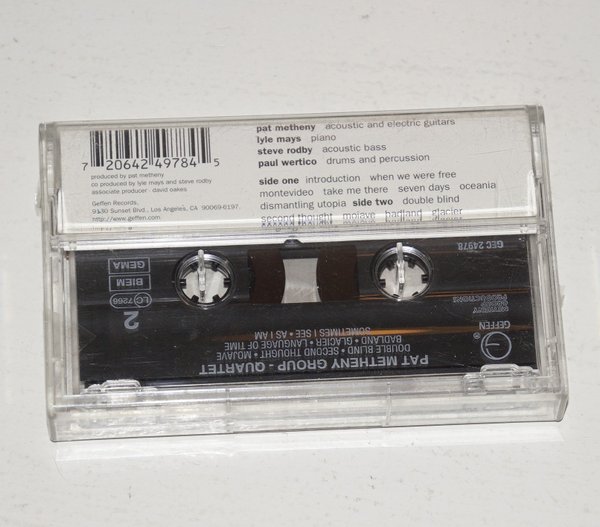 pat metheny acoustic and electric guitars
lyle mays piano
steve rodby acoustic bass
paul wertico drums and percussion
side one introduction when we were free
montevideo take me there seven days oceania
dismantling utopia side two double blind
second thought mojave badland glacier
7 20642 49784 5
produced by pat metheny
co produced by lyle mays and steve rodby
associate producer · david oakes
Geffen Records,
9130 Sunset Blvd., Los Angeles, CA 90069-6197.
http://www.geffen.com
PAT METHENY GROUP - QUARTET
DOUBLE BLIND • SECOND THOUGHT • MOJAVE
BADLAND • GLACIER • LANGUAGE OF TIME
SOMETIMES I SEE • AS I AM
GEFFEN
METHENY
GROUP
PRODUCTIONS
GEC 24978
2
LC 7266
BIEM
GEMA